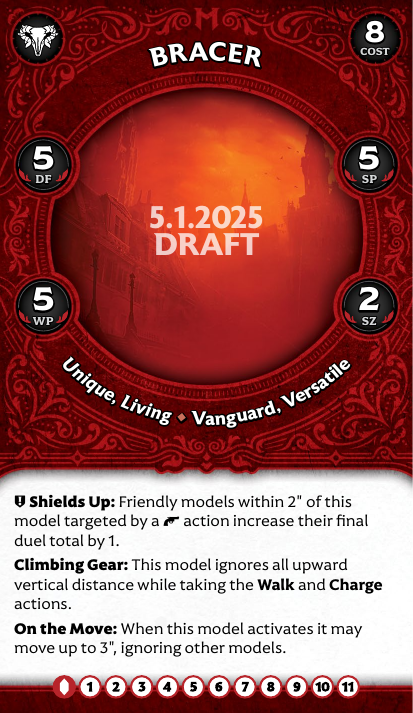 BRACER
8
COST
5
DF
5
SP
5.1.2025
DRAFT
5
WP
2
SZ
Unique, Living ♦ Vanguard, Versatile
Shields Up: Friendly models within 2" of this
model targeted by a action increase their final
duel total by 1.
Climbing Gear: This model ignores all upward
vertical distance while taking the Walk and Charge
actions.
On the Move: When this model activates it may
move up to 3", ignoring other models.
1 2 3 4 5 6 7 8 9 10 11